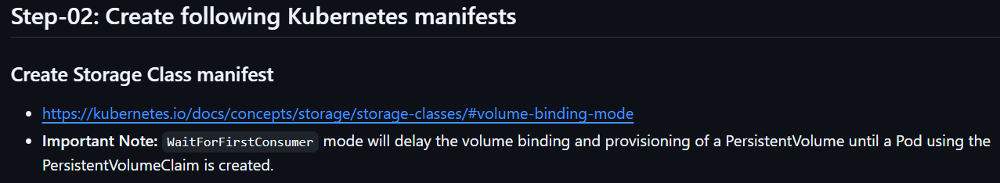 Step-02: Create following Kubernetes manifests
Create Storage Class manifest
https://kubernetes.io/docs/concepts/storage/storage-classes/#volume-binding-mode
Important Note: WaitForFirstConsumer mode will delay the volume binding and provisioning of a PersistentVolume until a Pod using the
PersistentVolumeClaim is created.